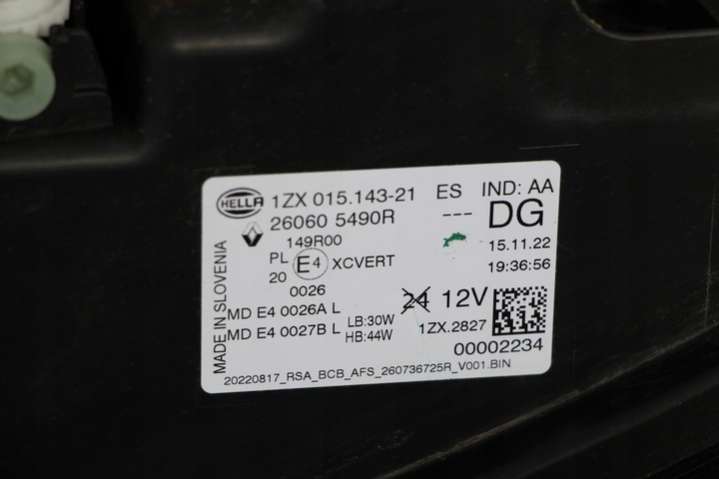 HELLA 1ZX 015.143-21 ES IND: AA
26060 5490R --- DG
149R00 15.11.22
PL E4 XCVERT 19:36:56
20
0026 24 12V
MD E4 0026A L
MD E4 0027B L LB:30W 1ZX.2827
HB:44W
00002234
20220817_RSA_BCB_AFS_260736725R_V001.BIN
MADE IN SLOVENIA